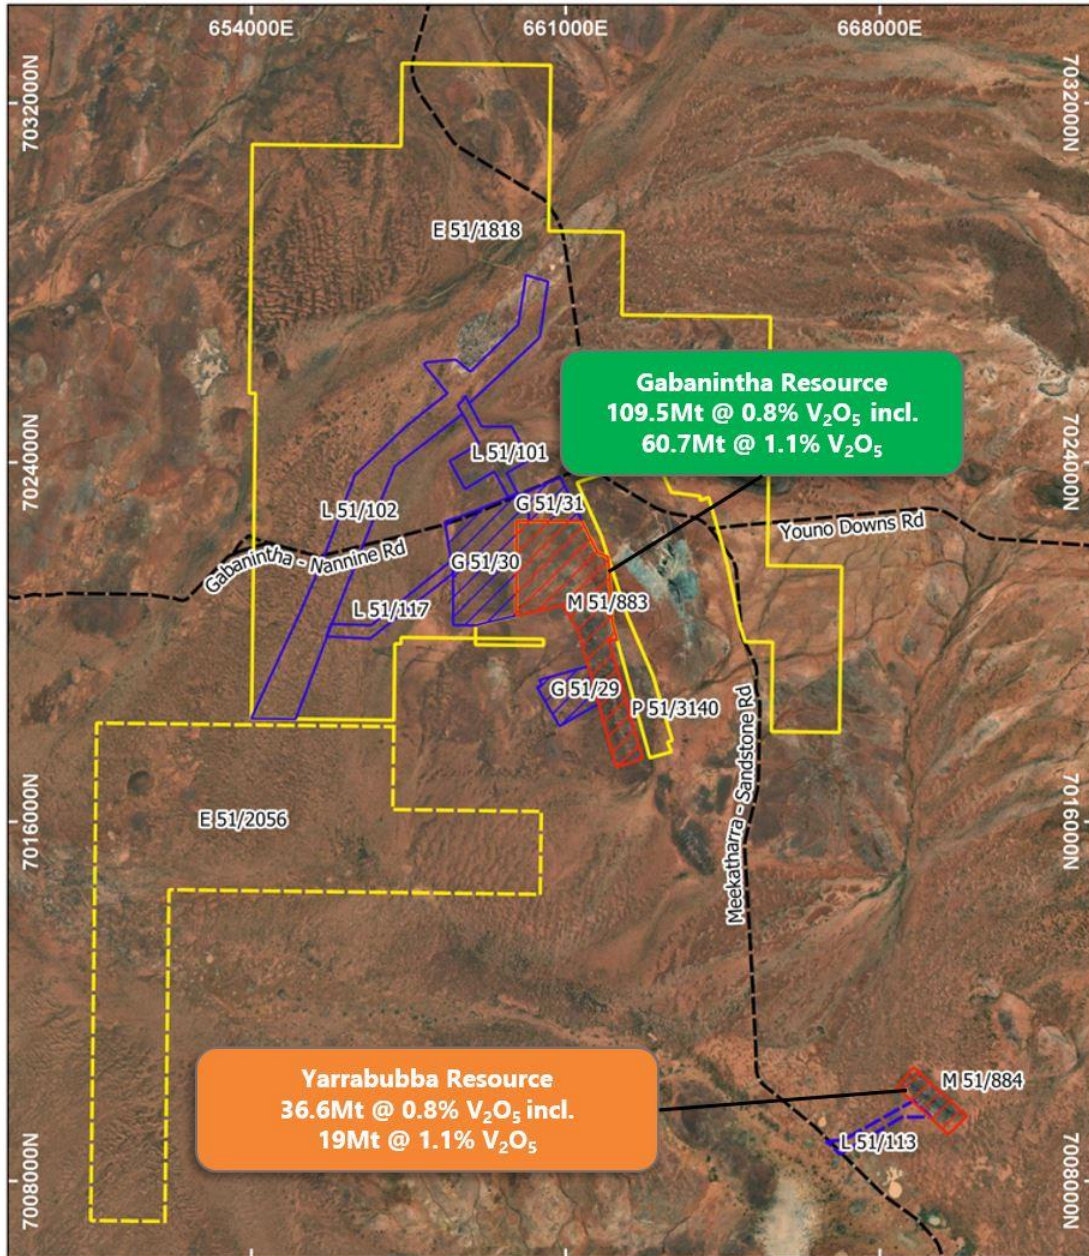 654000E
661000E
668000E
7032000N
7032000N
E 51/1818
Gabanintha Resource
109.5Mt @ 0.8% V₂O₅ incl.
60.7Mt @ 1.1% V₂O₅
7024000N
7024000N
L 51/101
L 51/102
G 51/31
Youno Downs Rd
Gabanintha - Nannine Rd
G 51/30
L 51/117
M 51/883
G 51/29
P 51/3140
Meekatharra - Sandstone Rd
7016000N
7016000N
E 51/2056
Yarrabubba Resource
36.6Mt @ 0.8% V₂O₅ incl.
19Mt @ 1.1% V₂O₅
M 51/884
L 51/113
7008000N
7008000N